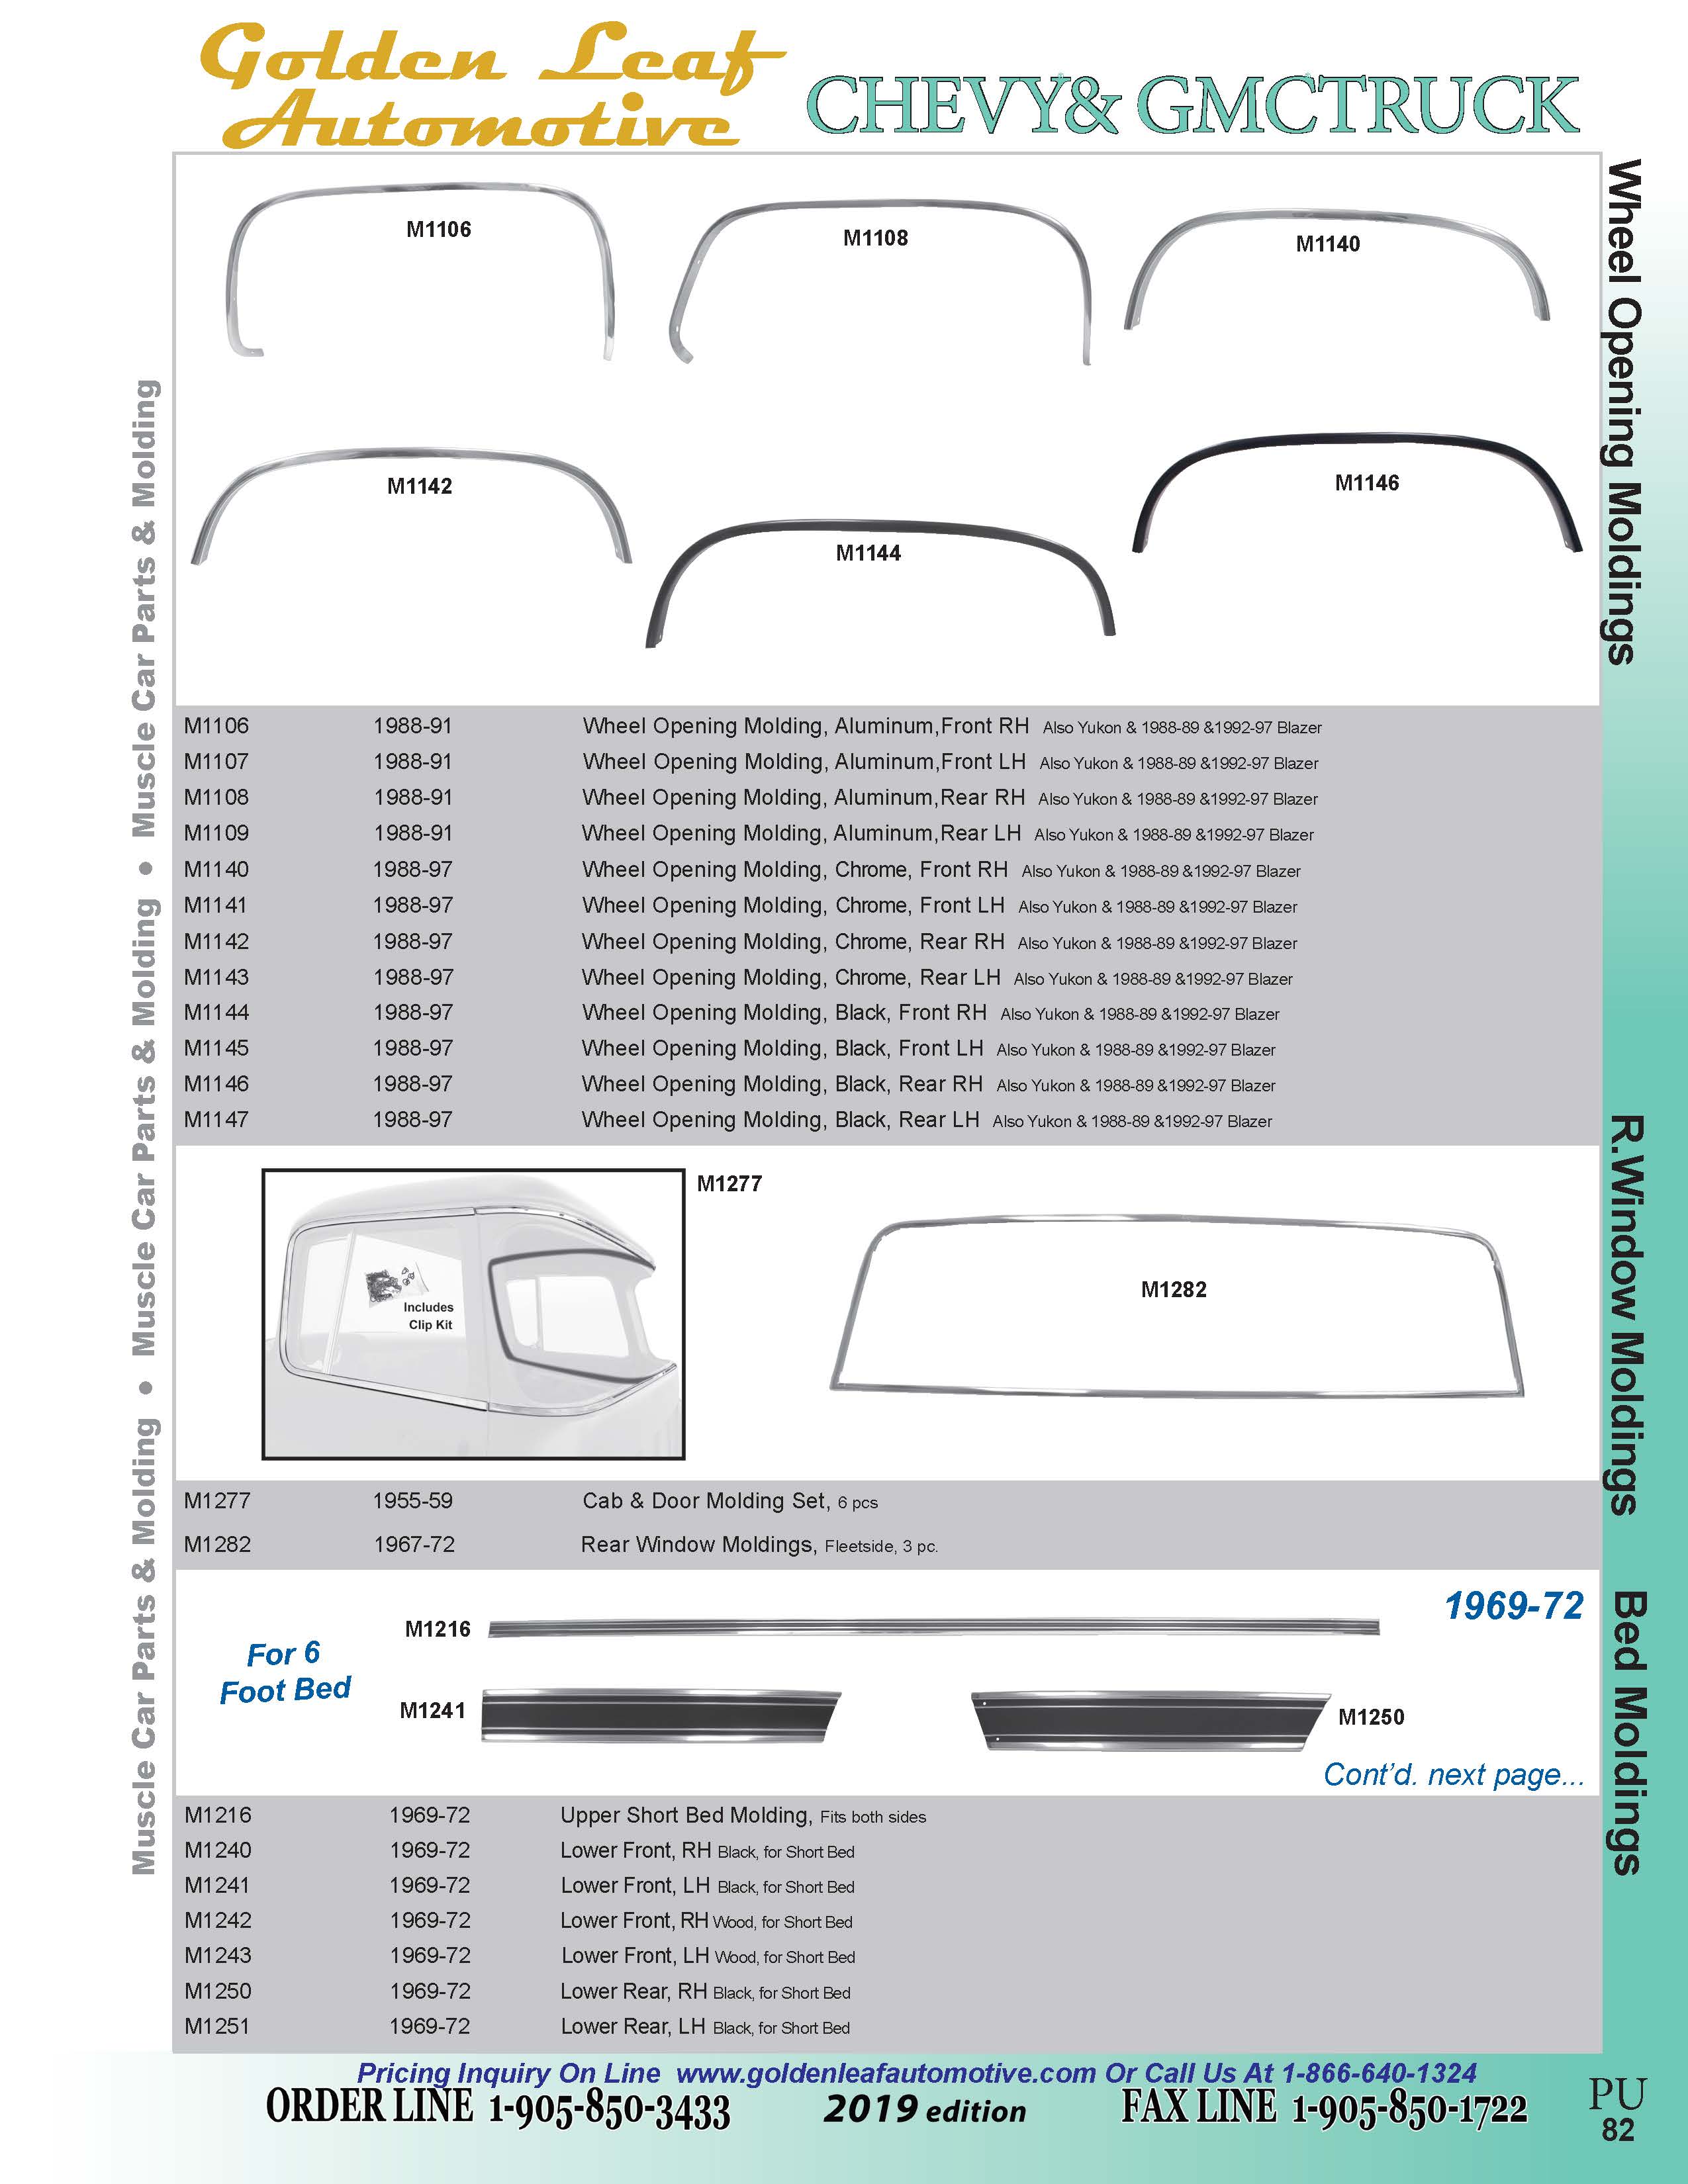 Golden Leaf
Automotive
CHEVY& GMCTRUCK
Wheel Opening Moldings
M1106
M1108
M1140
M1142
M1144
M1146
M1106 1988-91 Wheel Opening Molding, Aluminum,Front RH Also Yukon & 1988-89 &1992-97 Blazer
M1107 1988-91 Wheel Opening Molding, Aluminum,Front LH Also Yukon & 1988-89 &1992-97 Blazer
M1108 1988-91 Wheel Opening Molding, Aluminum,Rear RH Also Yukon & 1988-89 &1992-97 Blazer
M1109 1988-91 Wheel Opening Molding, Aluminum,Rear LH Also Yukon & 1988-89 &1992-97 Blazer
M1140 1988-97 Wheel Opening Molding, Chrome, Front RH Also Yukon & 1988-89 &1992-97 Blazer
M1141 1988-97 Wheel Opening Molding, Chrome, Front LH Also Yukon & 1988-89 &1992-97 Blazer
M1142 1988-97 Wheel Opening Molding, Chrome, Rear RH Also Yukon & 1988-89 &1992-97 Blazer
M1143 1988-97 Wheel Opening Molding, Chrome, Rear LH Also Yukon & 1988-89 &1992-97 Blazer
M1144 1988-97 Wheel Opening Molding, Black, Front RH Also Yukon & 1988-89 &1992-97 Blazer
M1145 1988-97 Wheel Opening Molding, Black, Front LH Also Yukon & 1988-89 &1992-97 Blazer
M1146 1988-97 Wheel Opening Molding, Black, Rear RH Also Yukon & 1988-89 &1992-97 Blazer
M1147 1988-97 Wheel Opening Molding, Black, Rear LH Also Yukon & 1988-89 &1992-97 Blazer
R.Window Moldings
M1277
Includes
Clip Kit
M1282
M1277 1955-59 Cab & Door Molding Set, 6 pcs
M1282 1967-72 Rear Window Moldings, Fleetside, 3 pc.
Bed Moldings
1969-72
For 6
Foot Bed
M1216
M1241
M1250
Cont'd. next page...
M1216 1969-72 Upper Short Bed Molding, Fits both sides
M1240 1969-72 Lower Front, RH Black, for Short Bed
M1241 1969-72 Lower Front, LH Black, for Short Bed
M1242 1969-72 Lower Front, RH Wood, for Short Bed
M1243 1969-72 Lower Front, LH Wood, for Short Bed
M1250 1969-72 Lower Rear, RH Black, for Short Bed
M1251 1969-72 Lower Rear, LH Black, for Short Bed
Muscle Car Parts & Molding • Muscle Car Parts & Molding • Muscle Car Parts & Molding
Pricing Inquiry On Line www.goldenleafautomotive.com Or Call Us At 1-866-640-1324
ORDER LINE 1-905-850-3433 2019 edition FAX LINE 1-905-850-1722
PU
82